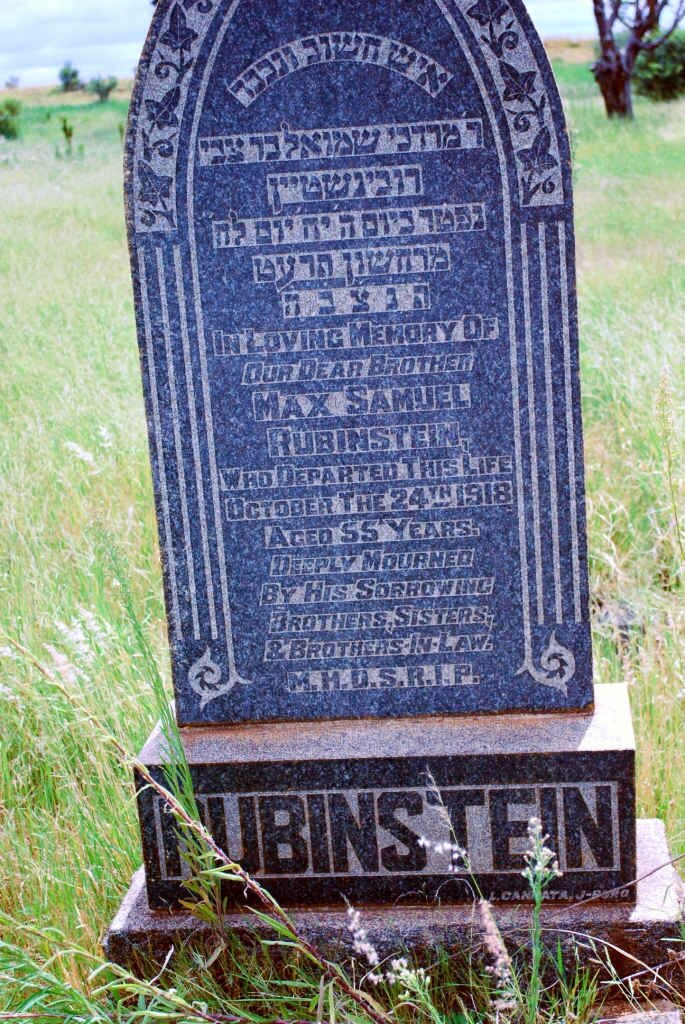 איש חשוב ונכבד
ר מרדכי שמואל בר צבי
רובינשטיין
נפטר ביום ה יח יום לח
מרחשון תרעט
ה נ צ ב ה
IN LOVING MEMORY OF
OUR DEAR BROTHER
MAX SAMUEL
RUBINSTEIN,
WHO DEPARTED THIS LIFE
OCTOBER THE 24TH 1918
AGED 55 YEARS.
DEEPLY MOURNED
BY HIS SORROWING
BROTHERS, SISTERS,
& BROTHERS-IN-LAW.
M.H.D.S.R.I.P.
RUBINSTEIN
J-BURG